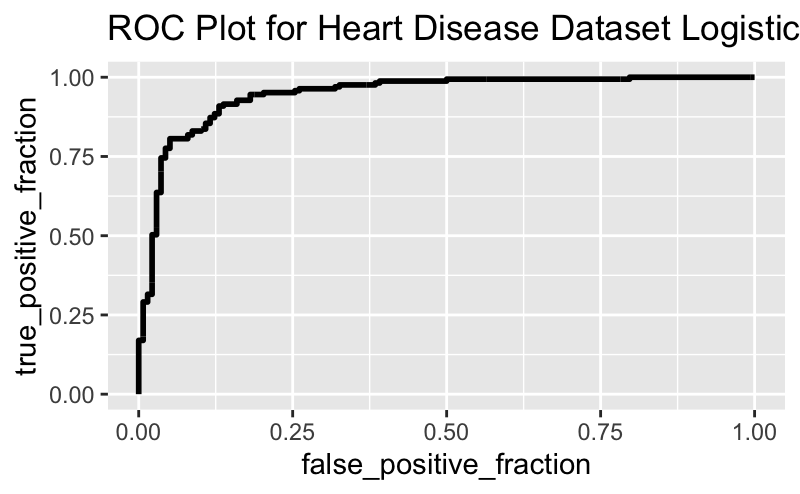 ROC Plot for Heart Disease Dataset Logistic
true_positive_fraction
1.00
0.75
0.50
0.25
0.00
0.00 0.25 0.50 0.75 1.00
false_positive_fraction